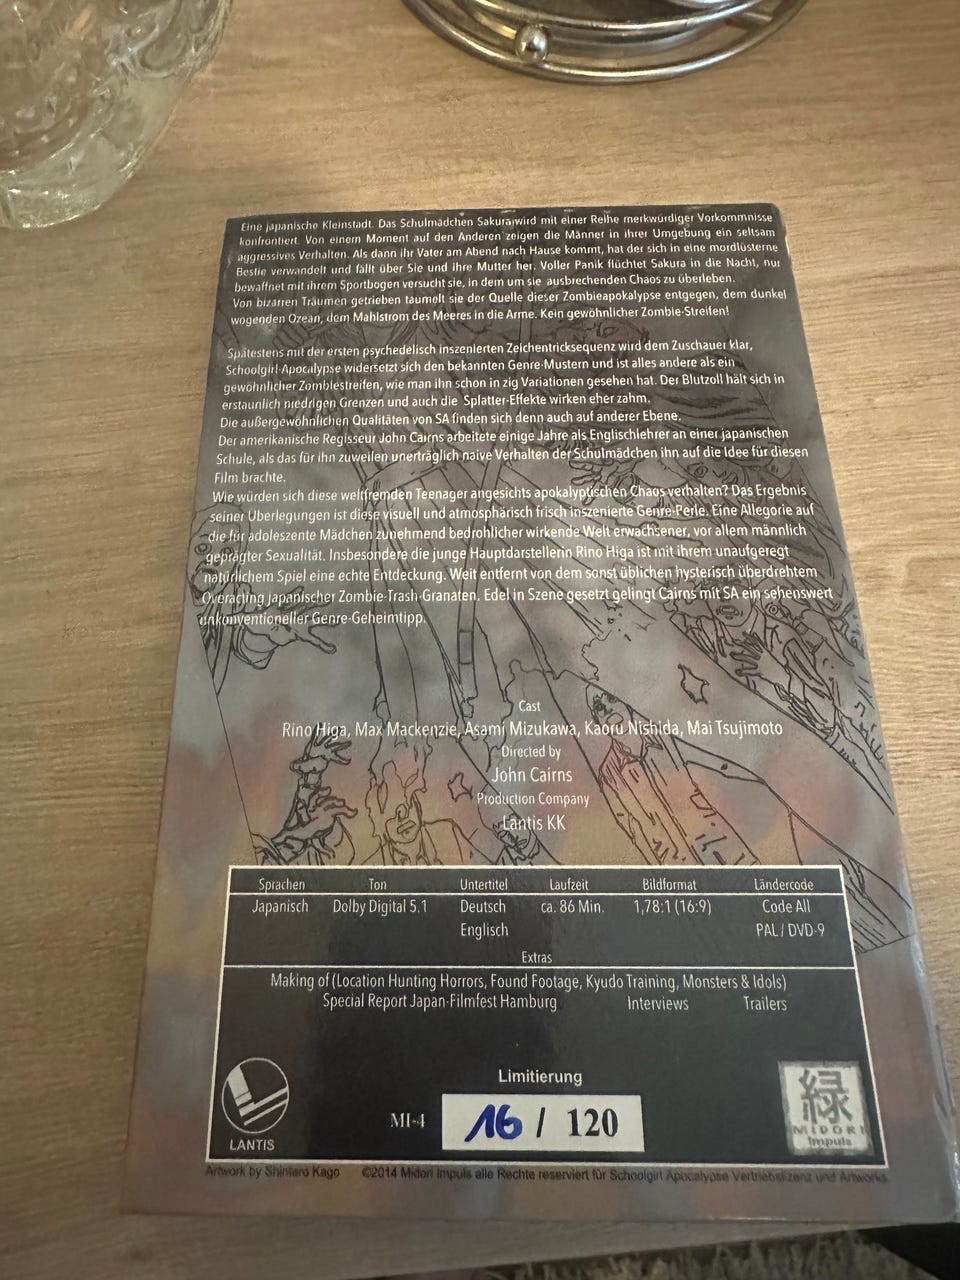 Eine japanische Kleinstadt. Das Schulmädchen Sakura wird mit einer Reihe merkwürdiger Vorkommnisse
konfrontiert. Von einem Moment auf den Anderen zeigen die Männer in ihrer Umgebung ein seltsam
aggressives Verhalten. Als dann ihr Vater am Abend nach Hause kommt, hat der sich in eine mordlüsterne
Bestie verwandelt und fällt über Sie und ihre Mutter her. Voller Panik flüchtet Sakura in die Nacht, nur
bewaffnet mit ihrem Sportbogen versucht sie, in dem um sie ausbrechenden Chaos zu überleben.
Von bizarren Träumen getrieben taumelt sie der Quelle dieser Zombieapokalypse entgegen, dem dunkel
wogenden Ozean, dem Mahlstrom des Meeres in die Arme. Kein gewöhnlicher Zombie-Streifen!
Spätestens mit der ersten psychedelisch inszenierten Zeichentricksequenz wird dem Zuschauer klar,
Schoolgirl-Apocalypse widersetzt sich den bekannten Genre-Mustern und ist alles andere als ein
gewöhnlicher Zombiestreifen, wie man ihn schon in zig Variationen gesehen hat. Der Blutzoll hält sich in
erstaunlich niedrigen Grenzen und auch die Splatter-Effekte wirken eher zahm.
Die außergewöhnlichen Qualitäten von SA finden sich denn auch auf anderer Ebene.
Der amerikanische Regisseur John Cairns arbeitete einige Jahre als Englischlehrer an einer japanischen
Schule, als das für ihn zuweilen unerträglich naive Verhalten der Schulmädchen ihn auf die Idee für diesen
Film brachte.
Wie würden sich diese weltfremden Teenager angesichts apokalyptischen Chaos verhalten? Das Ergebnis
seiner Überlegungen ist diese visuell und atmosphärisch frisch inszenierte Genre-Perle. Eine Allegorie auf
die für adoleszente Mädchen zunehmend bedrohlicher wirkende Welt erwachsener, vor allem männlich
geprägter Sexualität. Insbesondere die junge Hauptdarstellerin Rino Higa ist mit ihrem unaufgeregt
natürlichem Spiel eine echte Entdeckung. Weit entfernt von dem sonst üblichen hysterisch überdrehtem
Overacting japanischer Zombie-Trash-Granaten. Edel in Szene gesetzt gelingt Cairns mit SA ein sehenswert
unkonventioneller Genre-Geheimtipp.
Cast
Rino Higa, Max Mackenzie, Asami Mizukawa, Kaoru Nishida, Mai Tsujimoto
Directed by
John Cairns
Production Company
Lantis KK
Sprachen Ton Untertitel Laufzeit Bildformat Ländercode
Japanisch Dolby Digital 5.1 Deutsch ca. 86 Min. 1,78:1 (16:9) Code All
Englisch PAL / DVD-9
Extras
Making of (Location Hunting Horrors, Found Footage, Kyudo Training, Monsters & Idols)
Special Report Japan-Filmfest Hamburg Interviews Trailers
Limitierung
MI-4 16 / 120
LANTIS
緑
MIDORI
Impuls
Artwork by Shintaro Kago ©2014 Midori Impuls alle Rechte reserviert für Schoolgirl Apocalypse Vertriebslizenz und Artworks